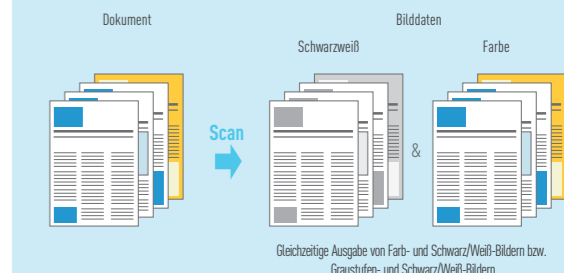 Dokument
Bilddaten
Schwarzweiß
Farbe
Scan
&
Gleichzeitige Ausgabe von Farb- und Schwarz/Weiß-Bildern bzw.
Graustufen- und Schwarz/Weiß-Bildern